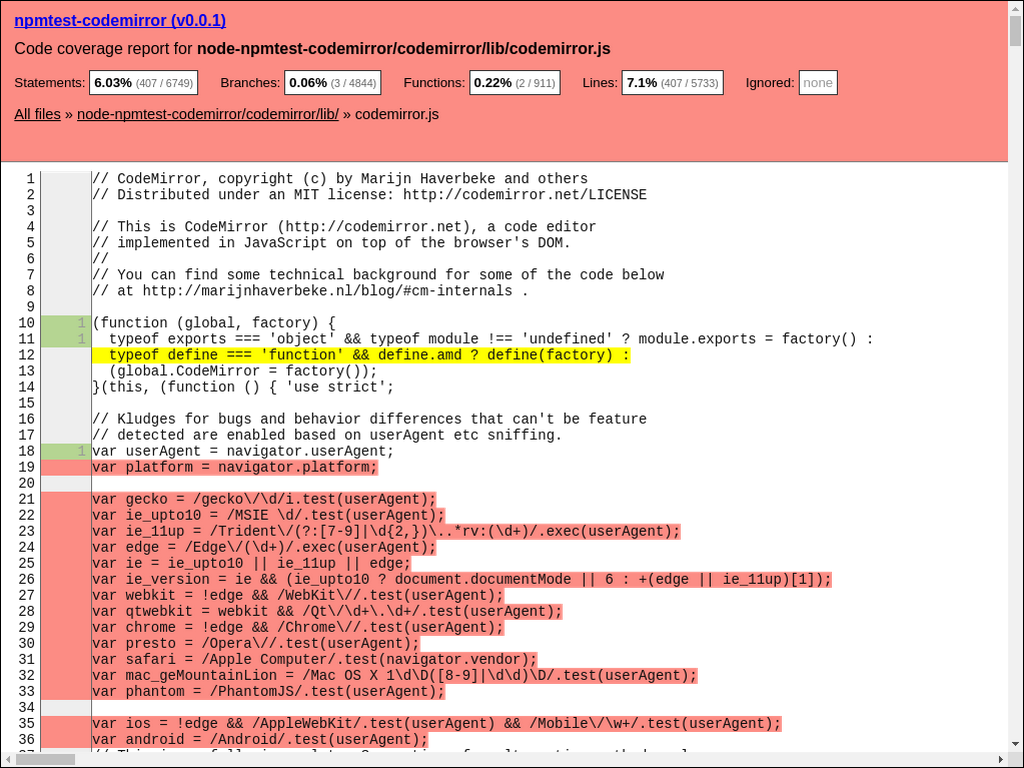 npmtest-codemirror (v0.0.1)
Code coverage report for node-npmtest-codemirror/codemirror/lib/codemirror.js
Statements: 6.03% (407 / 6749) Branches: 0.06% (3 / 4844) Functions: 0.22% (2 / 911) Lines: 7.1% (407 / 5733) Ignored: none
All files » node-npmtest-codemirror/codemirror/lib/ » codemirror.js
1 // CodeMirror, copyright (c) by Marijn Haverbeke and others
2 // Distributed under an MIT license: http://codemirror.net/LICENSE
3
4 // This is CodeMirror (http://codemirror.net), a code editor
5 // implemented in JavaScript on top of the browser's DOM.
6 //
7 // You can find some technical background for some of the code below
8 // at http://marijnhaverbeke.nl/blog/#cm-internals .
9
10 1 (function (global, factory) {
11 1 typeof exports === 'object' && typeof module !== 'undefined' ? module.exports = factory() :
12 typeof define === 'function' && define.amd ? define(factory) :
13 (global.CodeMirror = factory());
14 }(this, (function () { 'use strict';
15
16 // Kludges for bugs and behavior differences that can't be feature
17 // detected are enabled based on userAgent etc sniffing.
18 1 var userAgent = navigator.userAgent;
19 var platform = navigator.platform;
20
21 var gecko = /gecko\/\d/i.test(userAgent);
22 var ie_upto10 = /MSIE \d/.test(userAgent);
23 var ie_11up = /Trident\/(?:[7-9]|\d{2,})\..*rv:(\d+)/.exec(userAgent);
24 var edge = /Edge\/(\d+)/.exec(userAgent);
25 var ie = ie_upto10 || ie_11up || edge;
26 var ie_version = ie && (ie_upto10 ? document.documentMode || 6 : +(edge || ie_11up)[1]);
27 var webkit = !edge && /WebKit\//.test(userAgent);
28 var qtwebkit = webkit && /Qt\/\d+\.\d+/.test(userAgent);
29 var chrome = !edge && /Chrome\//.test(userAgent);
30 var presto = /Opera\//.test(userAgent);
31 var safari = /Apple Computer/.test(navigator.vendor);
32 var mac_geMountainLion = /Mac OS X 1\d\D([8-9]|\d\d)\D/.test(userAgent);
33 var phantom = /PhantomJS/.test(userAgent);
34
35 var ios = !edge && /AppleWebKit/.test(userAgent) && /Mobile\/\w+/.test(userAgent);
36 var android = /Android/.test(userAgent);